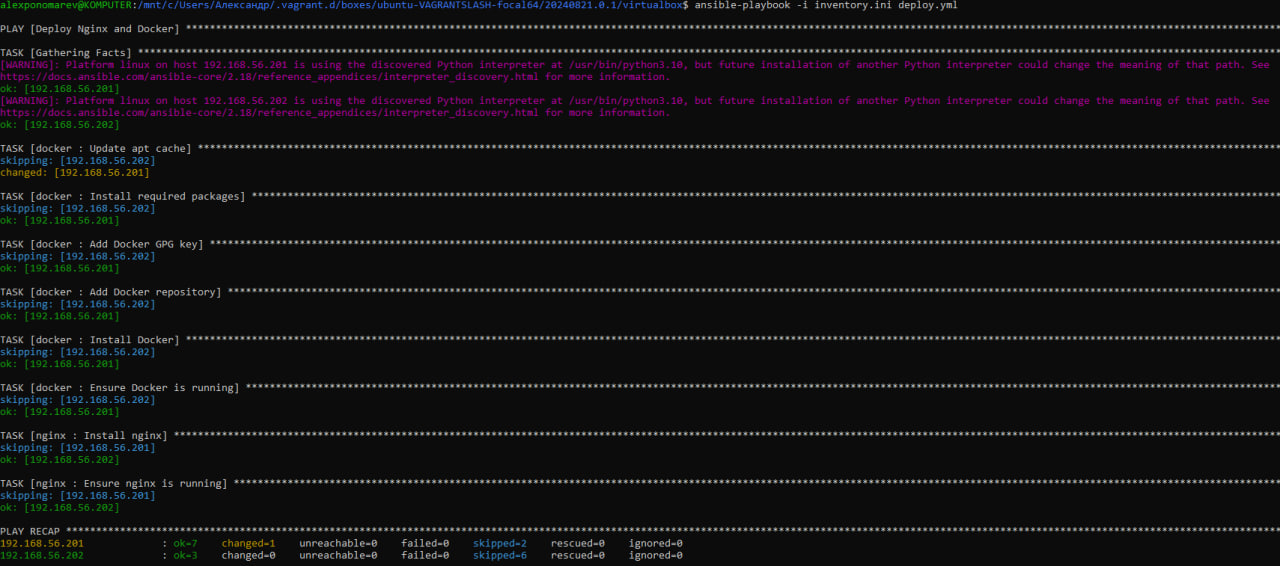 alexponomarev@KOMPUTER:/mnt/c/Users/Александр/.vagrant.d/boxes/ubuntu-VAGRANTSLASH-focal64/20240821.0.1/virtualbox$ ansible-playbook -i inventory.ini deploy.yml
PLAY [Deploy Nginx and Docker] ****************************************************************************************************************************************************************************************
TASK [Gathering Facts] ************************************************************************************************************************************************************************************************
[WARNING]: Platform linux on host 192.168.56.201 is using the discovered Python interpreter at /usr/bin/python3.10, but future installation of another Python interpreter could change the meaning of that path. See
https://docs.ansible.com/ansible-core/2.18/reference_appendices/interpreter_discovery.html for more information.
ok: [192.168.56.201]
[WARNING]: Platform linux on host 192.168.56.202 is using the discovered Python interpreter at /usr/bin/python3.10, but future installation of another Python interpreter could change the meaning of that path. See
https://docs.ansible.com/ansible-core/2.18/reference_appendices/interpreter_discovery.html for more information.
ok: [192.168.56.202]
TASK [docker : Update apt cache] **************************************************************************************************************************************************************************************
skipping: [192.168.56.202]
changed: [192.168.56.201]
TASK [docker : Install required packages] *****************************************************************************************************************************************************************************
skipping: [192.168.56.202]
ok: [192.168.56.201]
TASK [docker : Add Docker GPG key] ************************************************************************************************************************************************************************************
skipping: [192.168.56.202]
ok: [192.168.56.201]
TASK [docker : Add Docker repository] *********************************************************************************************************************************************************************************
skipping: [192.168.56.202]
ok: [192.168.56.201]
TASK [docker : Install Docker] ****************************************************************************************************************************************************************************************
skipping: [192.168.56.202]
ok: [192.168.56.201]
TASK [docker : Ensure Docker is running] ******************************************************************************************************************************************************************************
skipping: [192.168.56.202]
ok: [192.168.56.201]
TASK [nginx : Install nginx] ******************************************************************************************************************************************************************************************
skipping: [192.168.56.201]
ok: [192.168.56.202]
TASK [nginx : Ensure nginx is running] ********************************************************************************************************************************************************************************
skipping: [192.168.56.201]
ok: [192.168.56.202]
PLAY RECAP ************************************************************************************************************************************************************************************************************
192.168.56.201 : ok=7 changed=1 unreachable=0 failed=0 skipped=2 rescued=0 ignored=0
192.168.56.202 : ok=3 changed=0 unreachable=0 failed=0 skipped=6 rescued=0 ignored=0